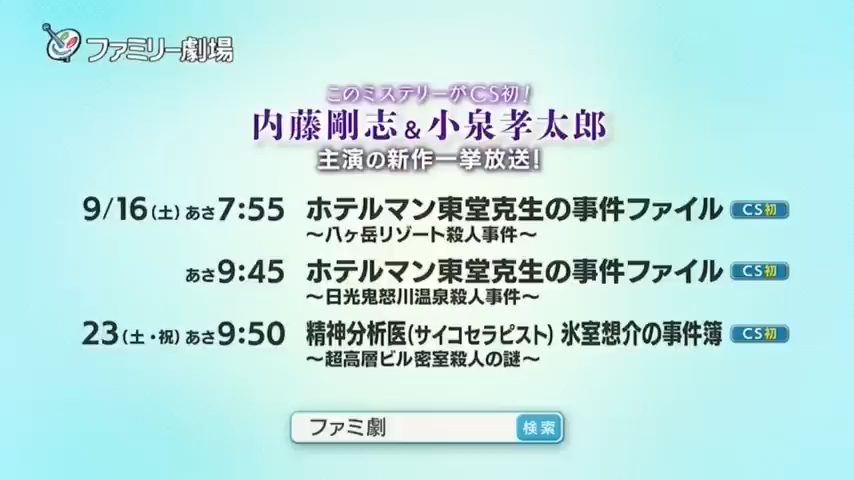 ファミリー劇場
このミステリーがCS初!
内藤剛志&小泉孝太郎
主演の新作一挙放送!
9/16(土)あさ7:55 ホテルマン東堂克生の事件ファイル CS初
～八ヶ岳リゾート殺人事件～
あさ9:45 ホテルマン東堂克生の事件ファイル CS初
～日光鬼怒川温泉殺人事件～
23(土・祝)あさ9:50 精神分析医(サイコセラピスト) 氷室想介の事件簿 CS初
～超高層ビル密室殺人の謎～
ファミ劇 検索